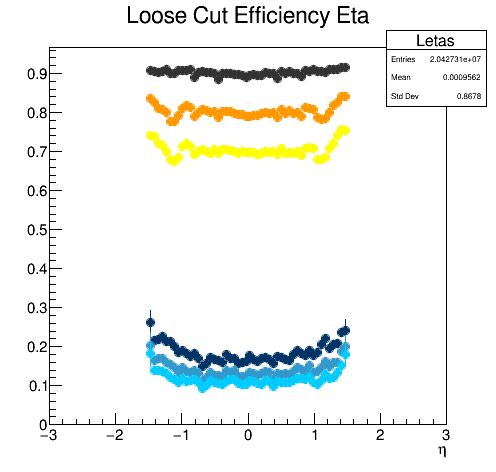 Loose Cut Efficiency Eta
Letas
Entries 2.042731e+07
Mean 0.0009562
Std Dev 0.8678
0.9
0.8
0.7
0.6
0.5
0.4
0.3
0.2
0.1
0
−3 −2 −1 0 1 2 3
η